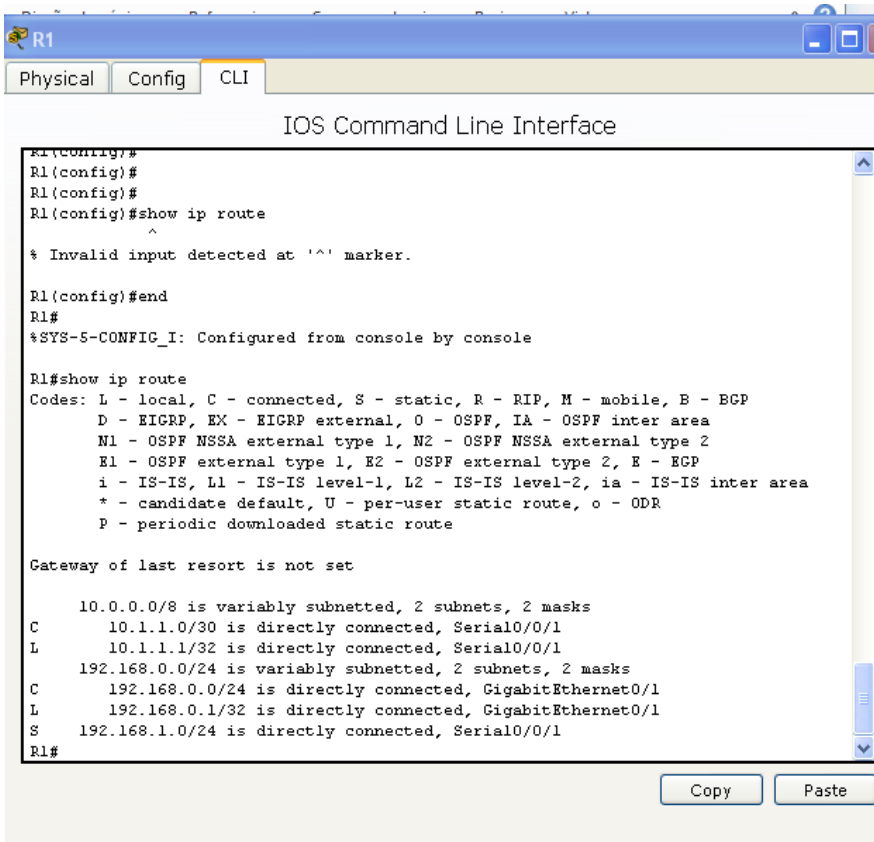 R1
Physical Config CLI
IOS Command Line Interface
R1(config)#
R1(config)#
R1(config)#
R1(config)#show ip route
^
% Invalid input detected at '^' marker.
R1(config)#end
R1#
%SYS-5-CONFIG_I: Configured from console by console
R1#show ip route
Codes: L - local, C - connected, S - static, R - RIP, M - mobile, B - BGP
D - EIGRP, EX - EIGRP external, O - OSPF, IA - OSPF inter area
N1 - OSPF NSSA external type 1, N2 - OSPF NSSA external type 2
E1 - OSPF external type 1, E2 - OSPF external type 2, E - EGP
i - IS-IS, L1 - IS-IS level-1, L2 - IS-IS level-2, ia - IS-IS inter area
* - candidate default, U - per-user static route, o - ODR
P - periodic downloaded static route
Gateway of last resort is not set
10.0.0.0/8 is variably subnetted, 2 subnets, 2 masks
C 10.1.1.0/30 is directly connected, Serial0/0/1
L 10.1.1.1/32 is directly connected, Serial0/0/1
192.168.0.0/24 is variably subnetted, 2 subnets, 2 masks
C 192.168.0.0/24 is directly connected, GigabitEthernet0/1
L 192.168.0.1/32 is directly connected, GigabitEthernet0/1
S 192.168.1.0/24 is directly connected, Serial0/0/1
R1#
Copy Paste